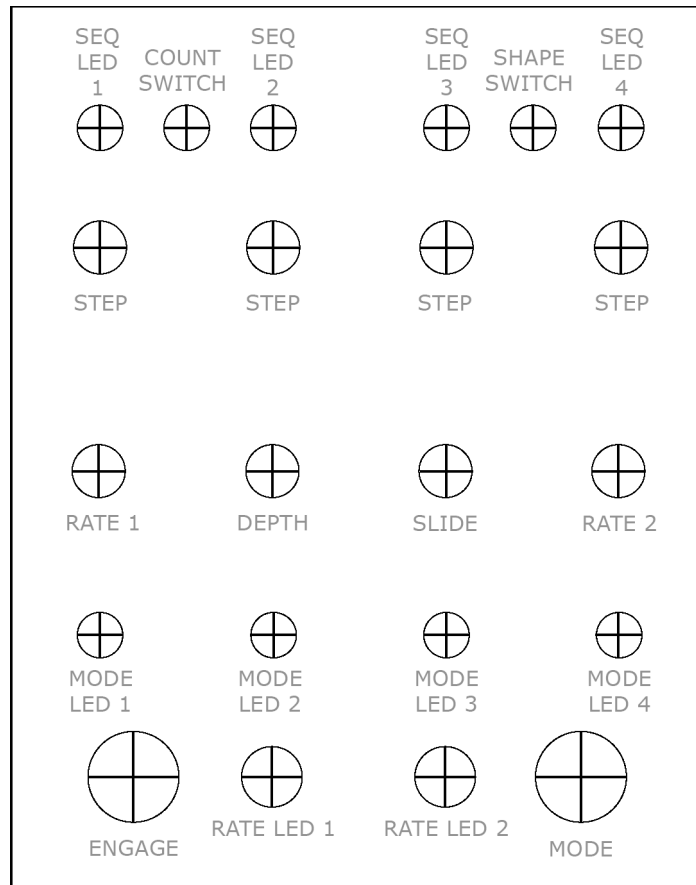 SEQ
LED
1
COUNT
SWITCH
SEQ
LED
2
SEQ
LED
3
SHAPE
SWITCH
SEQ
LED
4
STEP
STEP
STEP
STEP
RATE 1
DEPTH
SLIDE
RATE 2
MODE
LED 1
MODE
LED 2
MODE
LED 3
MODE
LED 4
ENGAGE
RATE LED 1
RATE LED 2
MODE